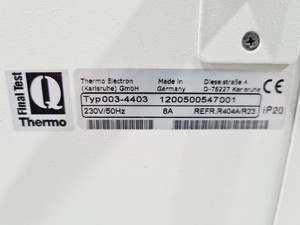 Final Test
Q
Thermo
Thermo Electron Made in Dieselstraße 4
(Karlsruhe) GmbH Germany D-76227 Karlsruhe
Typ003-4403 1200500547001
230V/50Hz 8A REFR.R404A/R23 IP20